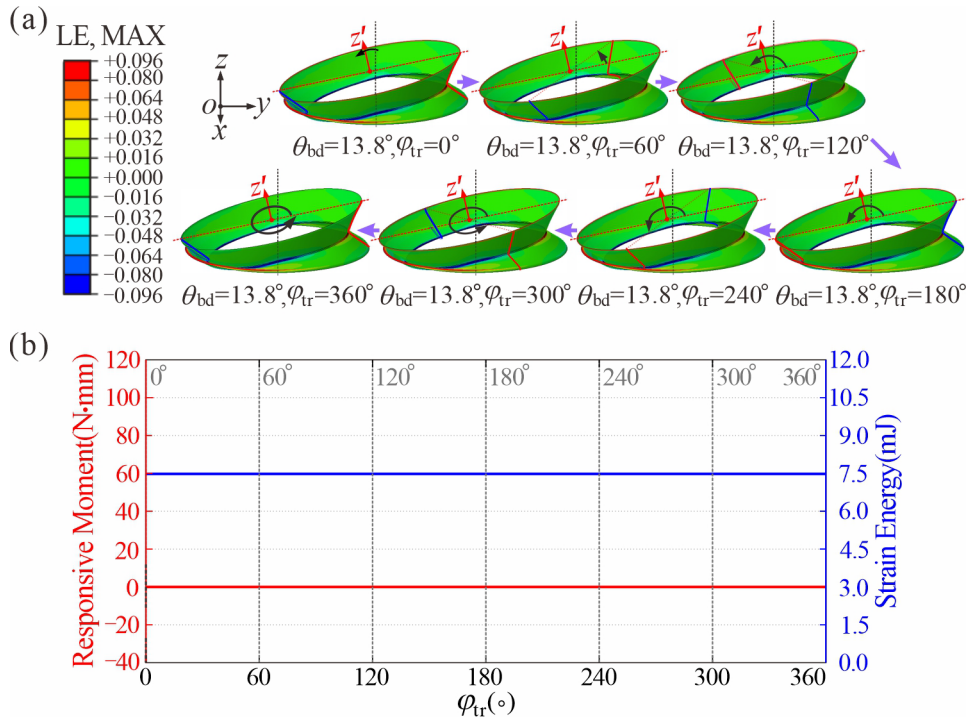 (a)
LE, MAX
+0.096
+0.080
+0.064
+0.048
+0.032
+0.016
+0.000
−0.016
−0.032
−0.048
−0.064
−0.080
−0.096
z
o
y
x
z′
z′
z′
θbd=13.8°,φtr=0°
θbd=13.8°,φtr=60°
θbd=13.8°,φtr=120°
z′
z′
z′
z′
θbd=13.8°,φtr=360°
θbd=13.8°,φtr=300°
θbd=13.8°,φtr=240°
θbd=13.8°,φtr=180°
(b)
Responsive Moment(N·mm)
120
100
80
60
40
20
0
−20
−40
0°
60°
120°
180°
240°
300°
360°
12.0
10.5
9.0
7.5
6.0
4.5
3.0
1.5
0.0
Strain Energy(mJ)
0
60
120
180
240
300
360
φtr(∘)